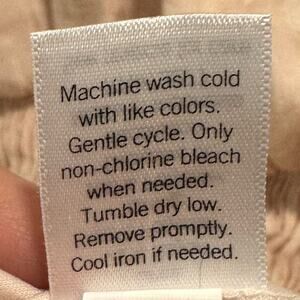 Machine wash cold
with like colors.
Gentle cycle. Only
non-chlorine bleach
when needed.
Tumble dry low.
Remove promptly.
Cool iron if needed.